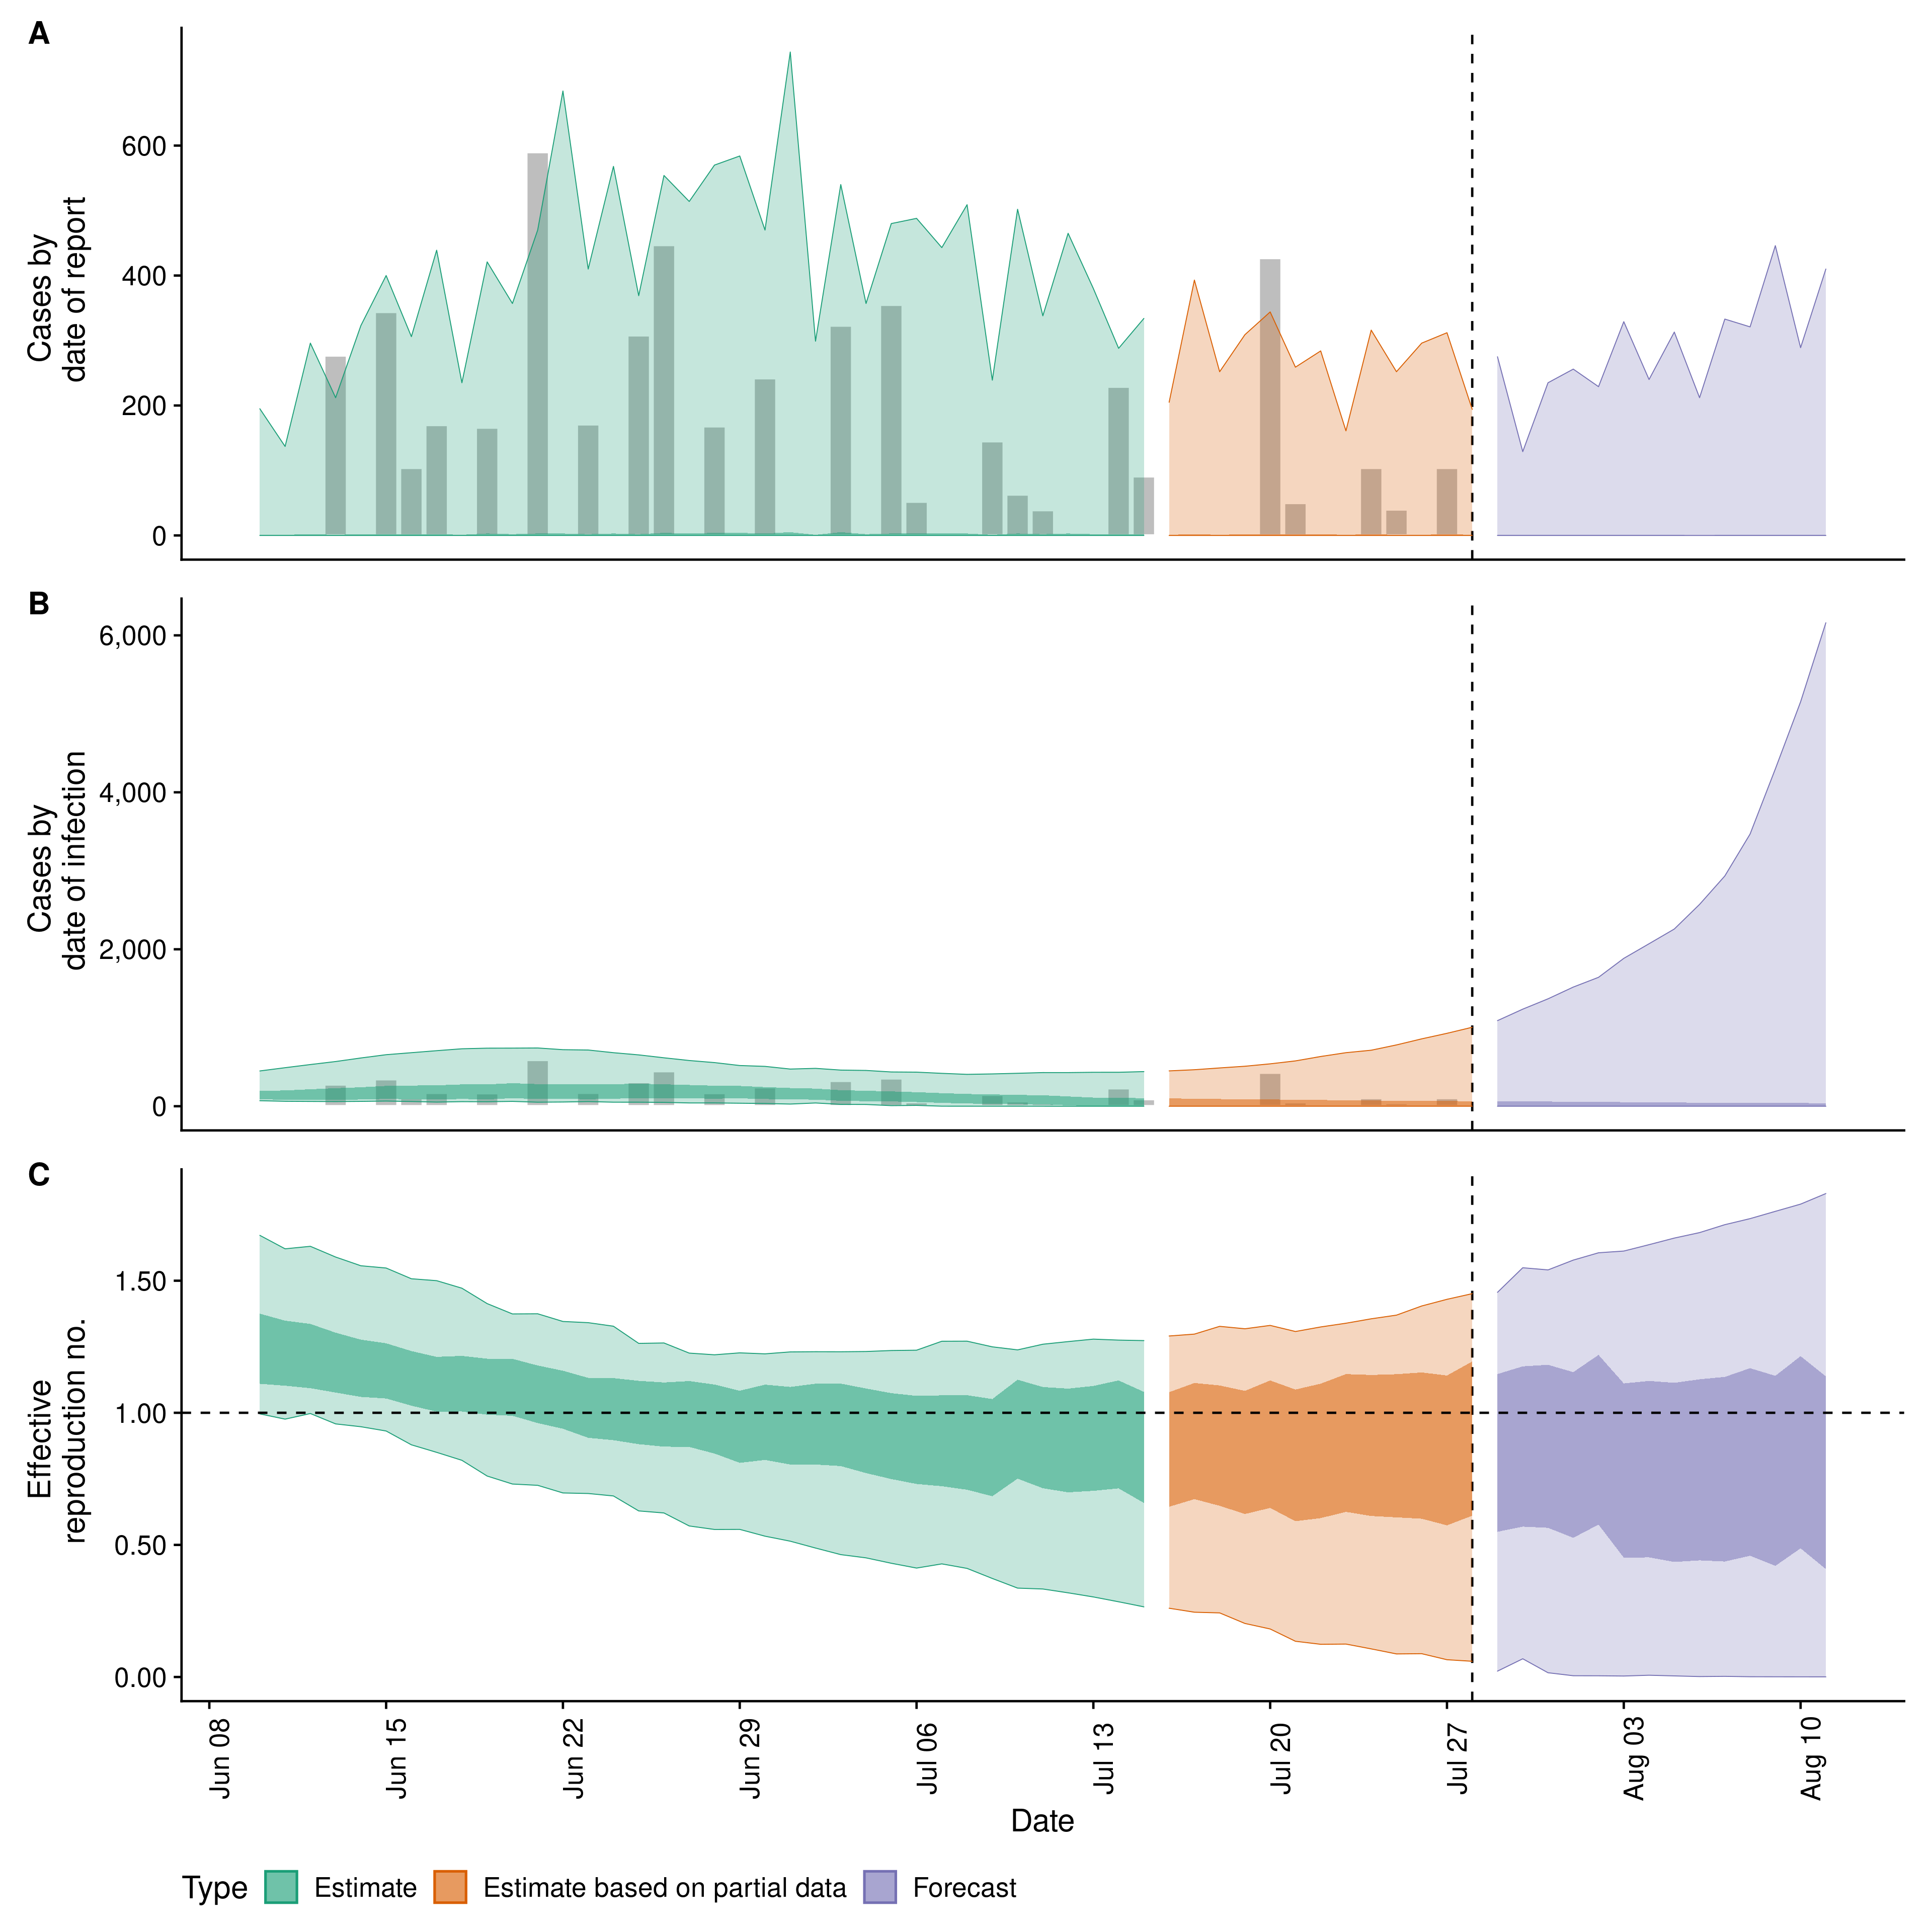 A
Cases by
date of report
600
400
200
0
B
Cases by
date of infection
6,000
4,000
2,000
0
C
Effective
reproduction no.
1.50
1.00
0.50
0.00
Jun 08
Jun 15
Jun 22
Jun 29
Jul 06
Jul 13
Jul 20
Jul 27
Aug 03
Aug 10
Date
Type Estimate Estimate based on partial data Forecast